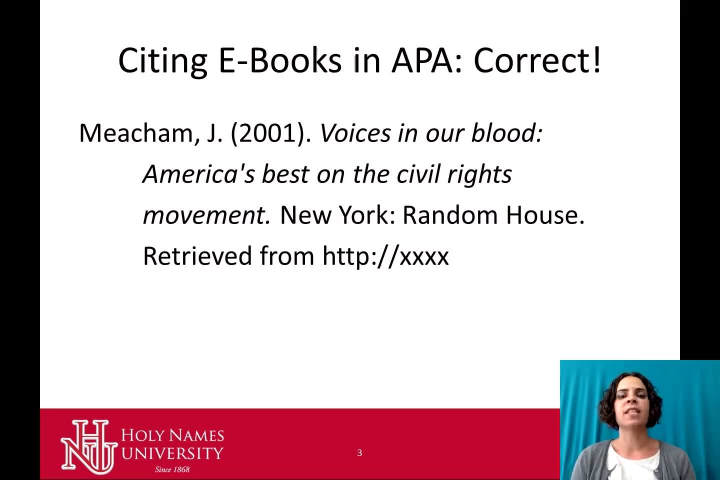 Citing E-Books in APA: Correct!
Meacham, J. (2001). Voices in our blood:
America's best on the civil rights
movement. New York: Random House.
Retrieved from http://xxxx
HNU
HOLY NAMES
UNIVERSITY
Since 1868
3